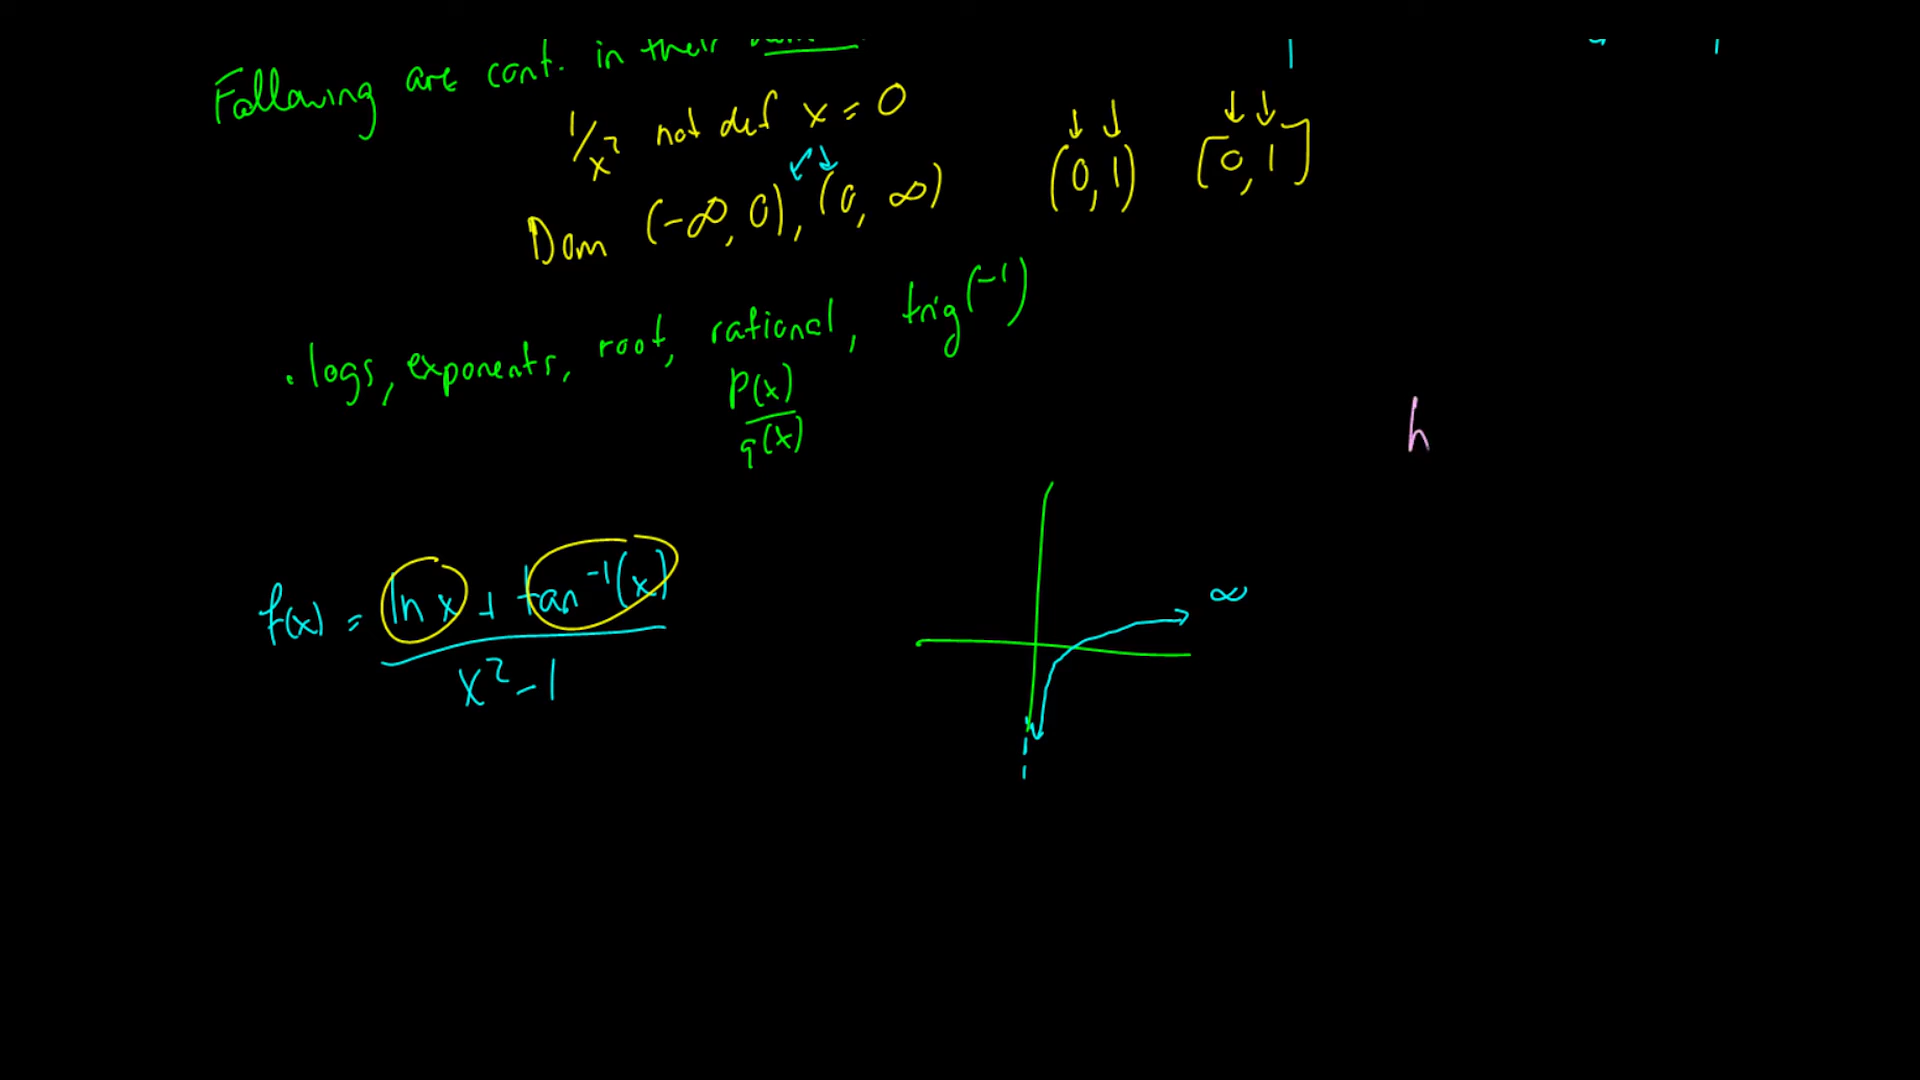 Following are cont. in their
1/x² not def x = 0
Dom (-∞, 0), (0, ∞) (0, 1) [0, 1]
. logs, exponents, root, rational, trig(-1)
p(x)
q(x)
h
f(x) = ln x + tan⁻¹(x)
x² - 1
∞